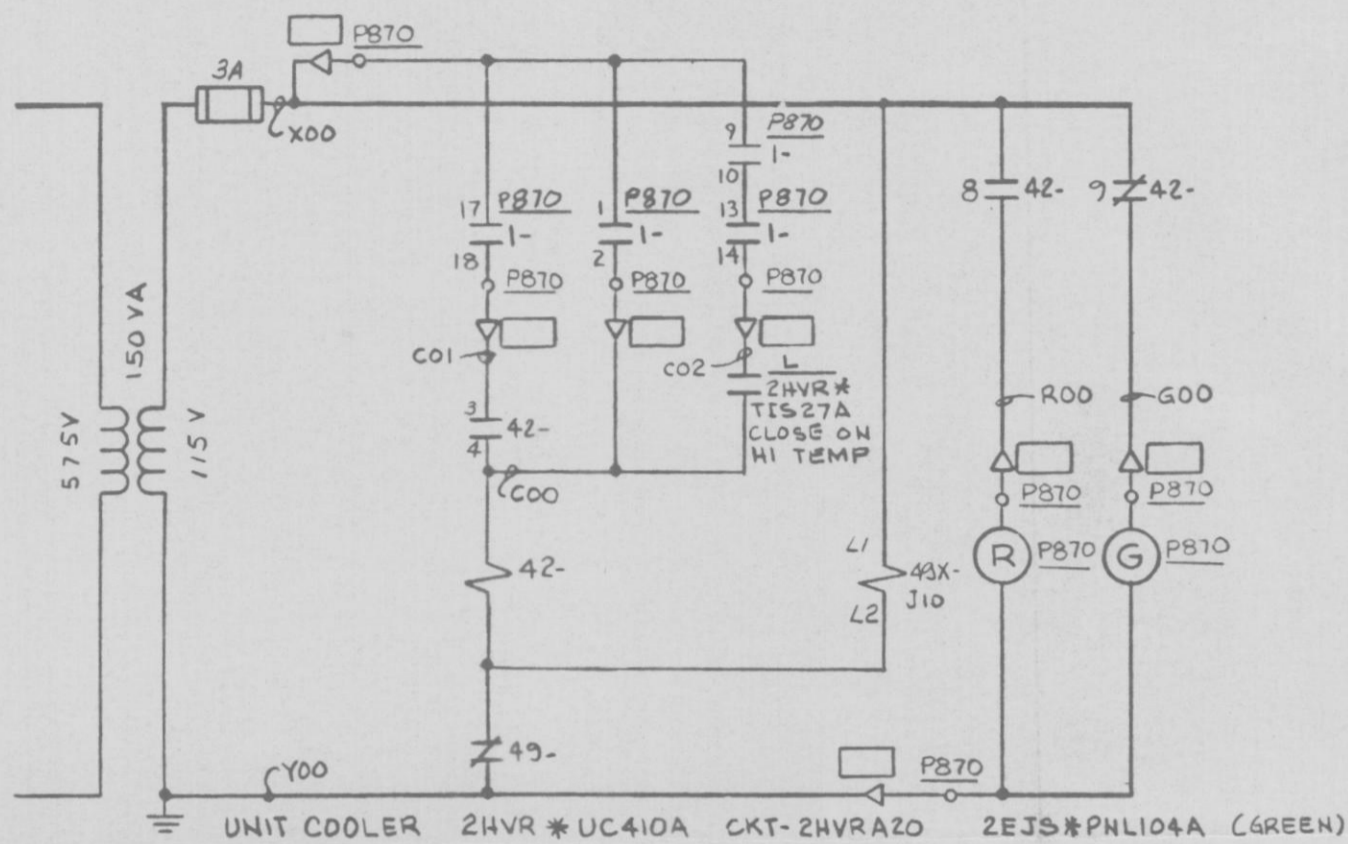 P870
3A
X00
9 P870
1-
10
17 P870
1-
18
1 P870
1-
2
13 P870
1-
14
8 42-
9 42-
P870
P870
P870
150 VA
575V
115 V
C01
C02
L
2HVR*
TIS27A
CLOSE ON
HI TEMP
3
42-
4
C00
R00
G00
P870
P870
42-
L1
49X-
J10
L2
R P870
G P870
49-
Y00
P870
UNIT COOLER 2HVR*UC410A CKT-2HVRA20 2EJS*PNL104A (GREEN)